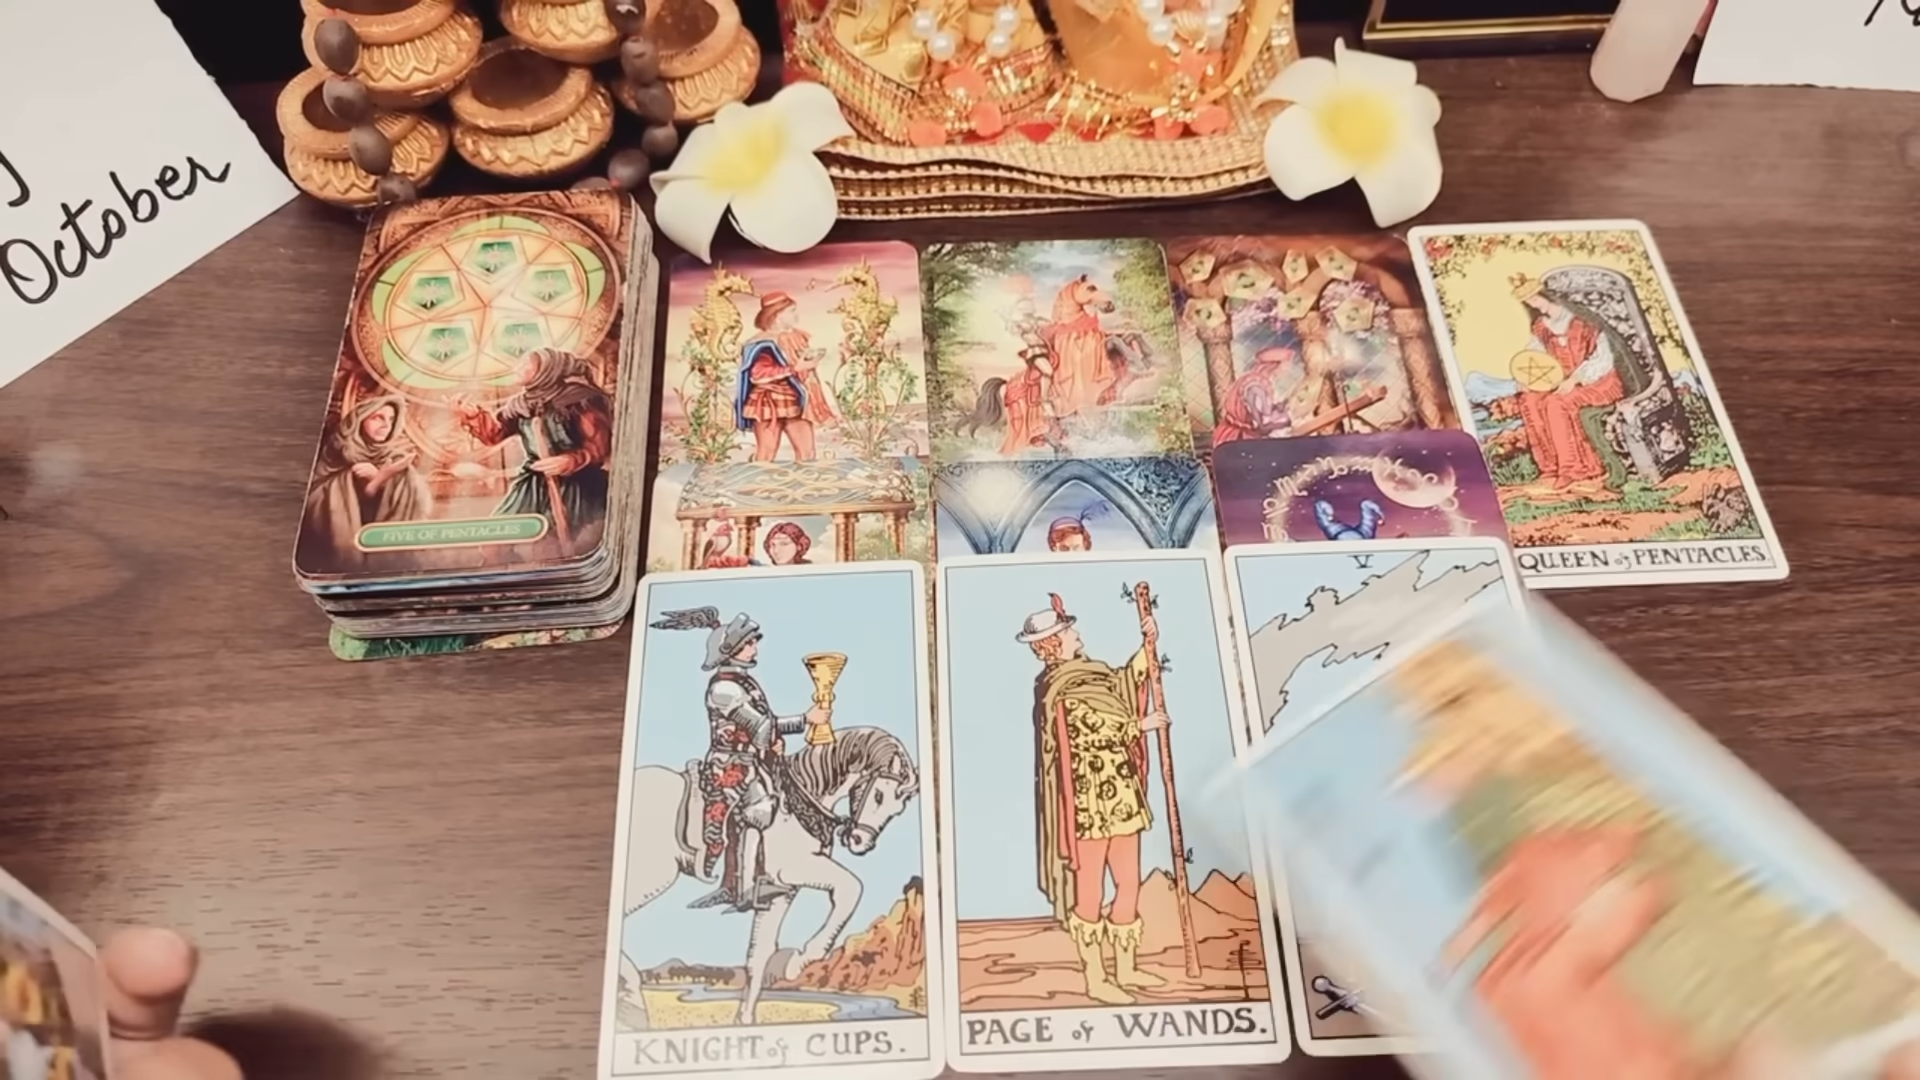 October
FIVE OF PENTACLES
QUEEN of PENTACLES.
V
KNIGHT of CUPS.
PAGE of WANDS.